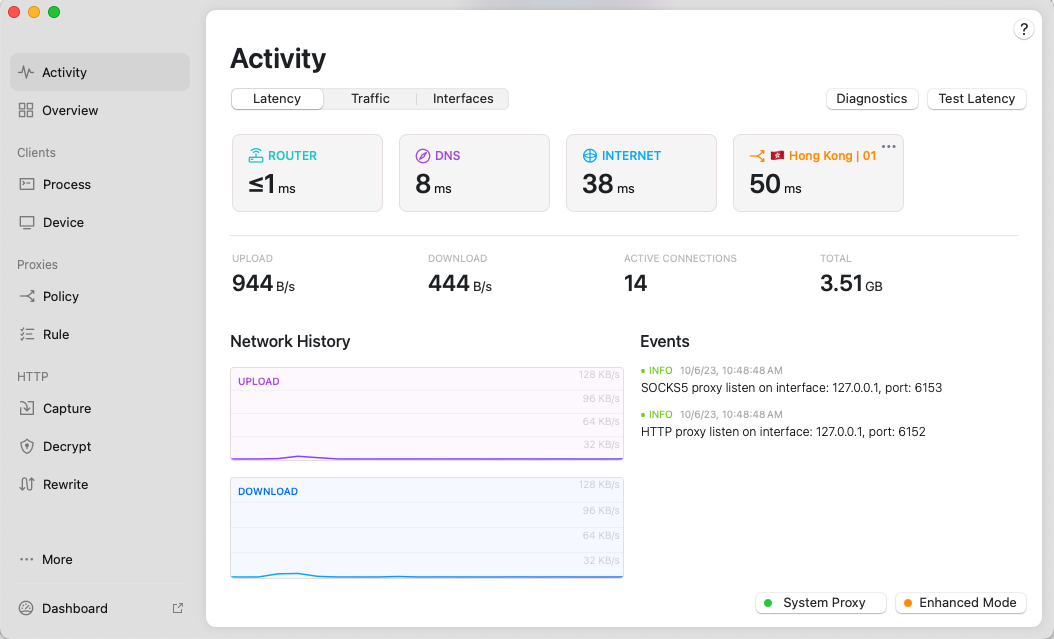 ?
Activity
Overview
Clients
Process
Device
Proxies
Policy
Rule
HTTP
Capture
Decrypt
Rewrite
More
Dashboard
Activity
Latency Traffic Interfaces
Diagnostics Test Latency
ROUTER
≤1 ms
DNS
8 ms
INTERNET
38 ms
Hong Kong | 01
50 ms
UPLOAD
944 B/s
DOWNLOAD
444 B/s
ACTIVE CONNECTIONS
14
TOTAL
3.51 GB
Network History
UPLOAD
128 KB/s
96 KB/s
64 KB/s
32 KB/s
DOWNLOAD
128 KB/s
96 KB/s
64 KB/s
32 KB/s
Events
INFO 10/6/23, 10:48:48 AM
SOCKS5 proxy listen on interface: 127.0.0.1, port: 6153
INFO 10/6/23, 10:48:48 AM
HTTP proxy listen on interface: 127.0.0.1, port: 6152
System Proxy Enhanced Mode